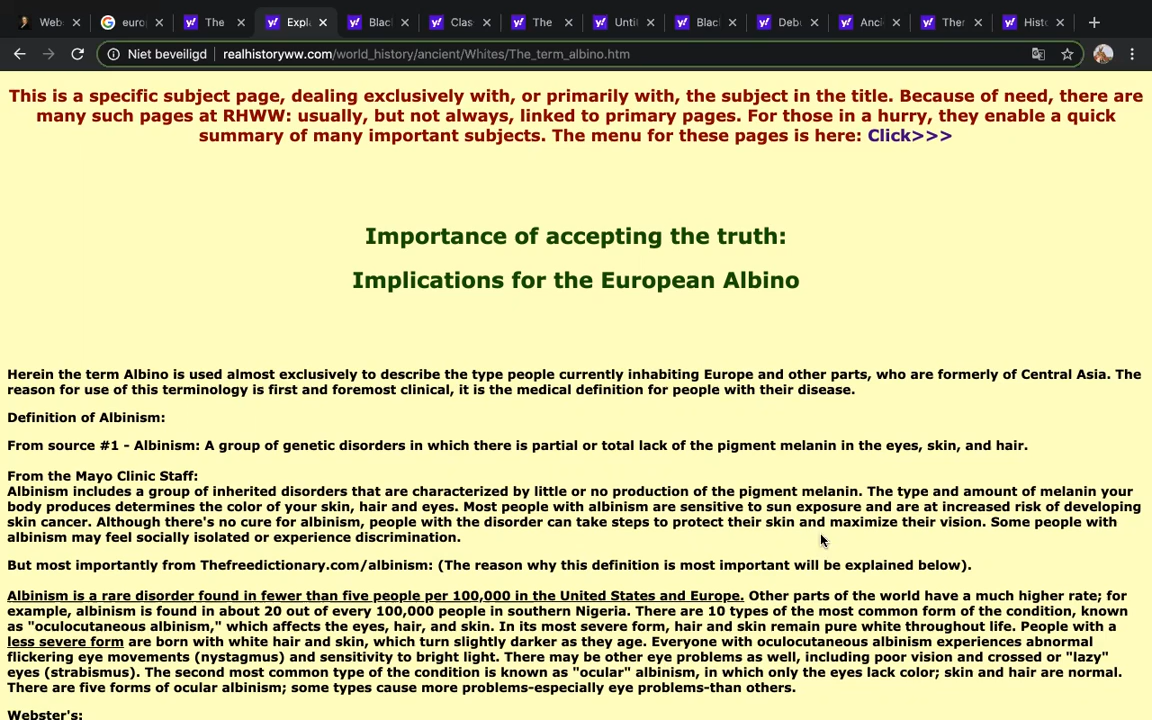 Web
euro
The
Expl
Blac
Clas
The
Unti
Blac
Debu
Anci
Ther
Histo
Niet beveiligd
realhistoryww.com/world_history/ancient/Whites/The_term_albino.htm
This is a specific subject page, dealing exclusively with, or primarily with, the subject in the title. Because of need, there are
many such pages at RHWW: usually, but not always, linked to primary pages. For those in a hurry, they enable a quick
summary of many important subjects. The menu for these pages is here: Click>>>
Importance of accepting the truth:
Implications for the European Albino
Herein the term Albino is used almost exclusively to describe the type people currently inhabiting Europe and other parts, who are formerly of Central Asia. The
reason for use of this terminology is first and foremost clinical, it is the medical definition for people with their disease.
Definition of Albinism:
From source #1 - Albinism: A group of genetic disorders in which there is partial or total lack of the pigment melanin in the eyes, skin, and hair.
From the Mayo Clinic Staff:
Albinism includes a group of inherited disorders that are characterized by little or no production of the pigment melanin. The type and amount of melanin your
body produces determines the color of your skin, hair and eyes. Most people with albinism are sensitive to sun exposure and are at increased risk of developing
skin cancer. Although there's no cure for albinism, people with the disorder can take steps to protect their skin and maximize their vision. Some people with
albinism may feel socially isolated or experience discrimination.
But most importantly from Thefreedictionary.com/albinism: (The reason why this definition is most important will be explained below).
Albinism is a rare disorder found in fewer than five people per 100,000 in the United States and Europe. Other parts of the world have a much higher rate; for
example, albinism is found in about 20 out of every 100,000 people in southern Nigeria. There are 10 types of the most common form of the condition, known
as "oculocutaneous albinism," which affects the eyes, hair, and skin. In its most severe form, hair and skin remain pure white throughout life. People with a
less severe form are born with white hair and skin, which turn slightly darker as they age. Everyone with oculocutaneous albinism experiences abnormal
flickering eye movements (nystagmus) and sensitivity to bright light. There may be other eye problems as well, including poor vision and crossed or "lazy"
eyes (strabismus). The second most common type of the condition is known as "ocular" albinism, in which only the eyes lack color; skin and hair are normal.
There are five forms of ocular albinism; some types cause more problems-especially eye problems-than others.
Webster's: